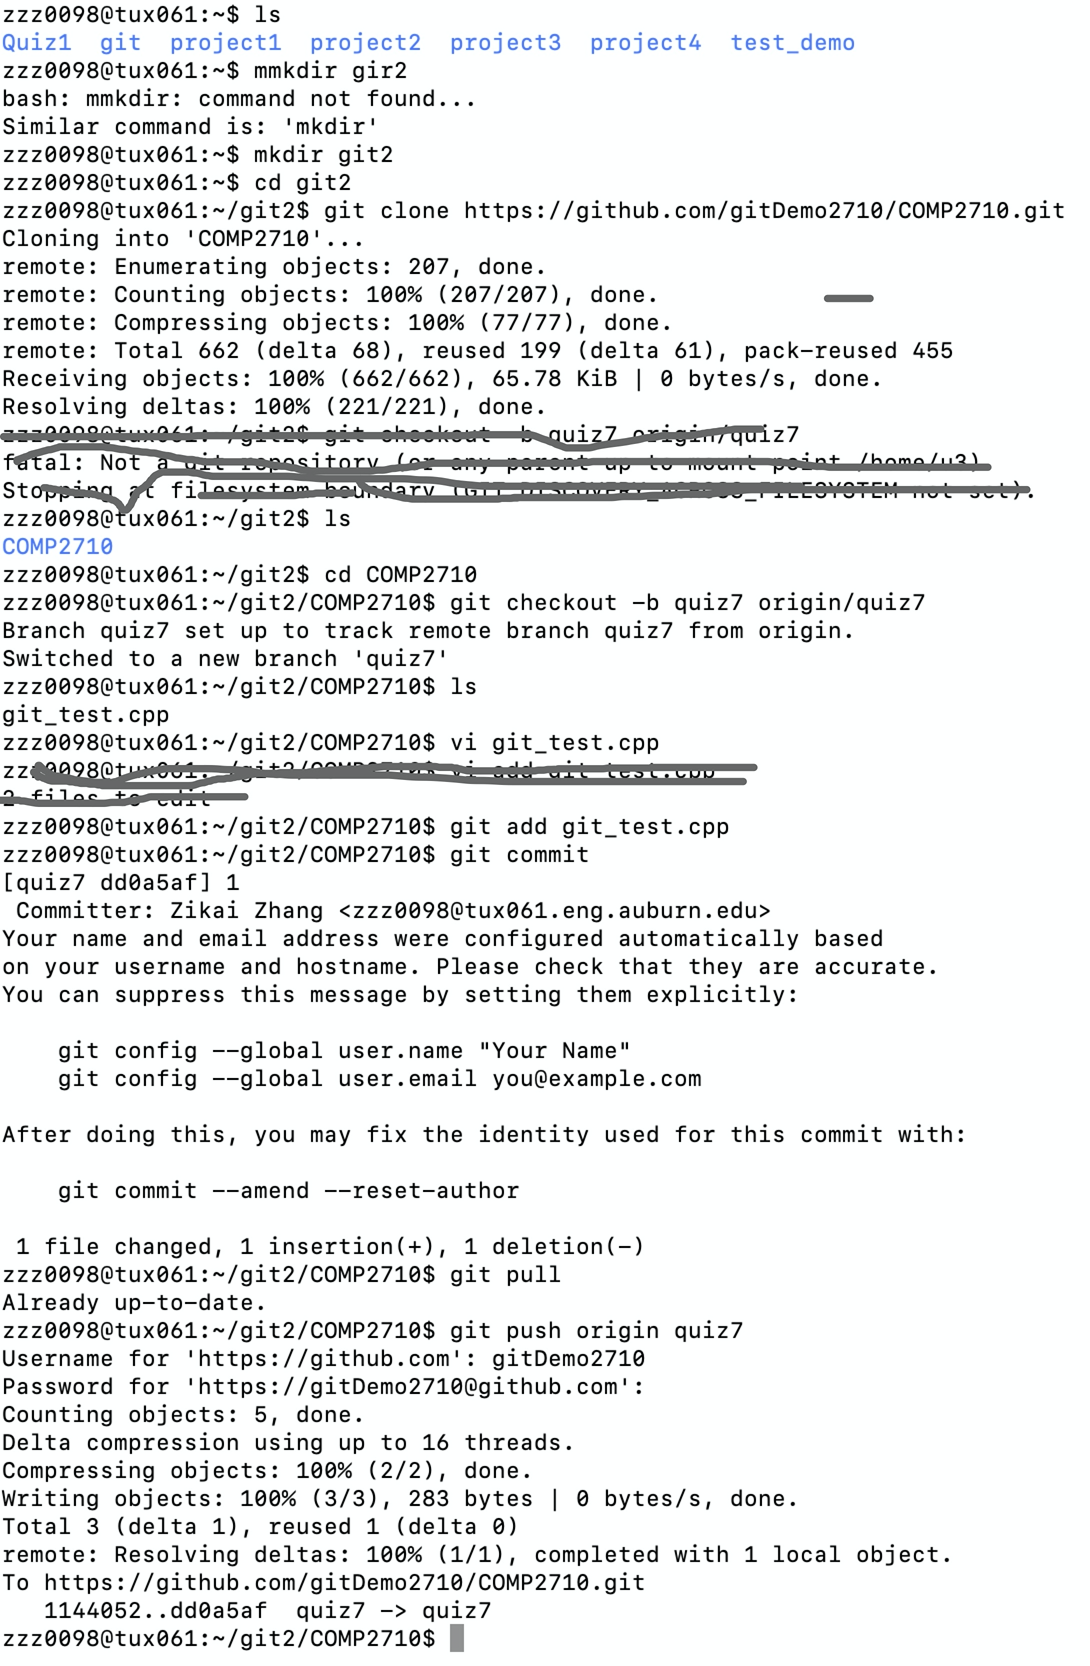 zzz0098@tux061:~$ ls
Quiz1  git  project1  project2  project3  project4  test_demo
zzz0098@tux061:~$ mmkdir gir2
bash: mmkdir: command not found...
Similar command is: 'mkdir'
zzz0098@tux061:~$ mkdir git2
zzz0098@tux061:~$ cd git2
zzz0098@tux061:~/git2$ git clone https://github.com/gitDemo2710/COMP2710.git
Cloning into 'COMP2710'...
remote: Enumerating objects: 207, done.
remote: Counting objects: 100% (207/207), done.
remote: Compressing objects: 100% (77/77), done.
remote: Total 662 (delta 68), reused 199 (delta 61), pack-reused 455
Receiving objects: 100% (662/662), 65.78 KiB | 0 bytes/s, done.
Resolving deltas: 100% (221/221), done.
zzz0098@tux061:~/git2$ git checkout -b quiz7 origin/quiz7
fatal: Not a git repository (or any parent up to mount point /home/u3)
Stopping at filesystem boundary (GIT_DISCOVERY_ACROSS_FILESYSTEM not set).
zzz0098@tux061:~/git2$ ls
COMP2710
zzz0098@tux061:~/git2$ cd COMP2710
zzz0098@tux061:~/git2/COMP2710$ git checkout -b quiz7 origin/quiz7
Branch quiz7 set up to track remote branch quiz7 from origin.
Switched to a new branch 'quiz7'
zzz0098@tux061:~/git2/COMP2710$ ls
git_test.cpp
zzz0098@tux061:~/git2/COMP2710$ vi git_test.cpp
zzz0098@tux061:~/git2/COMP2710$ vi add git_test.cpp
2 files to edit
zzz0098@tux061:~/git2/COMP2710$ git add git_test.cpp
zzz0098@tux061:~/git2/COMP2710$ git commit
[quiz7 dd0a5af] 1
 Committer: Zikai Zhang <zzz0098@tux061.eng.auburn.edu>
Your name and email address were configured automatically based
on your username and hostname. Please check that they are accurate.
You can suppress this message by setting them explicitly:
    git config --global user.name "Your Name"
    git config --global user.email you@example.com
After doing this, you may fix the identity used for this commit with:
    git commit --amend --reset-author
 1 file changed, 1 insertion(+), 1 deletion(-)
zzz0098@tux061:~/git2/COMP2710$ git pull
Already up-to-date.
zzz0098@tux061:~/git2/COMP2710$ git push origin quiz7
Username for 'https://github.com': gitDemo2710
Password for 'https://gitDemo2710@github.com':
Counting objects: 5, done.
Delta compression using up to 16 threads.
Compressing objects: 100% (2/2), done.
Writing objects: 100% (3/3), 283 bytes | 0 bytes/s, done.
Total 3 (delta 1), reused 1 (delta 0)
remote: Resolving deltas: 100% (1/1), completed with 1 local object.
To https://github.com/gitDemo2710/COMP2710.git
   1144052..dd0a5af  quiz7 -> quiz7
zzz0098@tux061:~/git2/COMP2710$